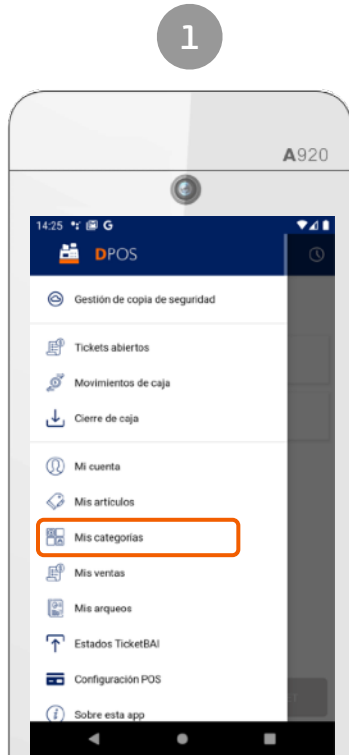 1
A920
14:25 G
DPOS
Gestión de copia de seguridad
Tickets abiertos
Movimientos de caja
Cierre de caja
Mi cuenta
Mis artículos
Mis categorías
Mis ventas
Mis arqueos
Estados TicketBAI
Configuración POS
Sobre esta app